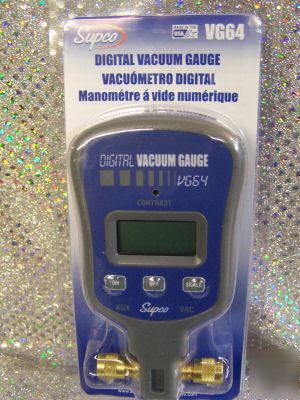 Supco
MADE IN THE
USA
VG64
DIGITAL VACUUM GAUGE
VACUÓMETRO DIGITAL
Manométre á vide numérique
DIGITAL VACUUM GAUGE
VG64
CONTRAST
ON
OFF
SCALE
AUX
Supco
VAC